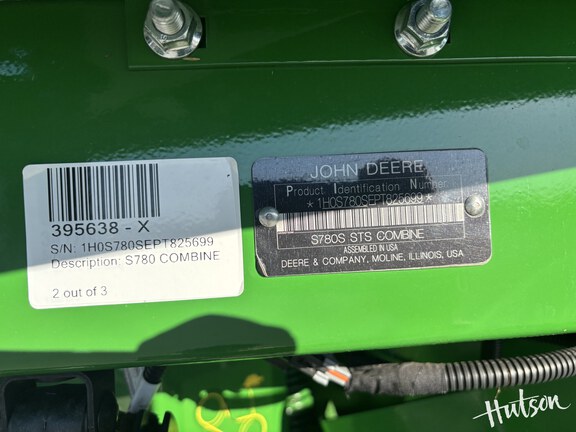 395638 - X
S/N: 1H0S780SEPT825699
Description: S780 COMBINE
2 out of 3
JOHN DEERE
Product Identification Number
*1H0S780SEPT825699*
S780S STS COMBINE
ASSEMBLED IN USA
DEERE & COMPANY, MOLINE, ILLINOIS, USA
Hutson